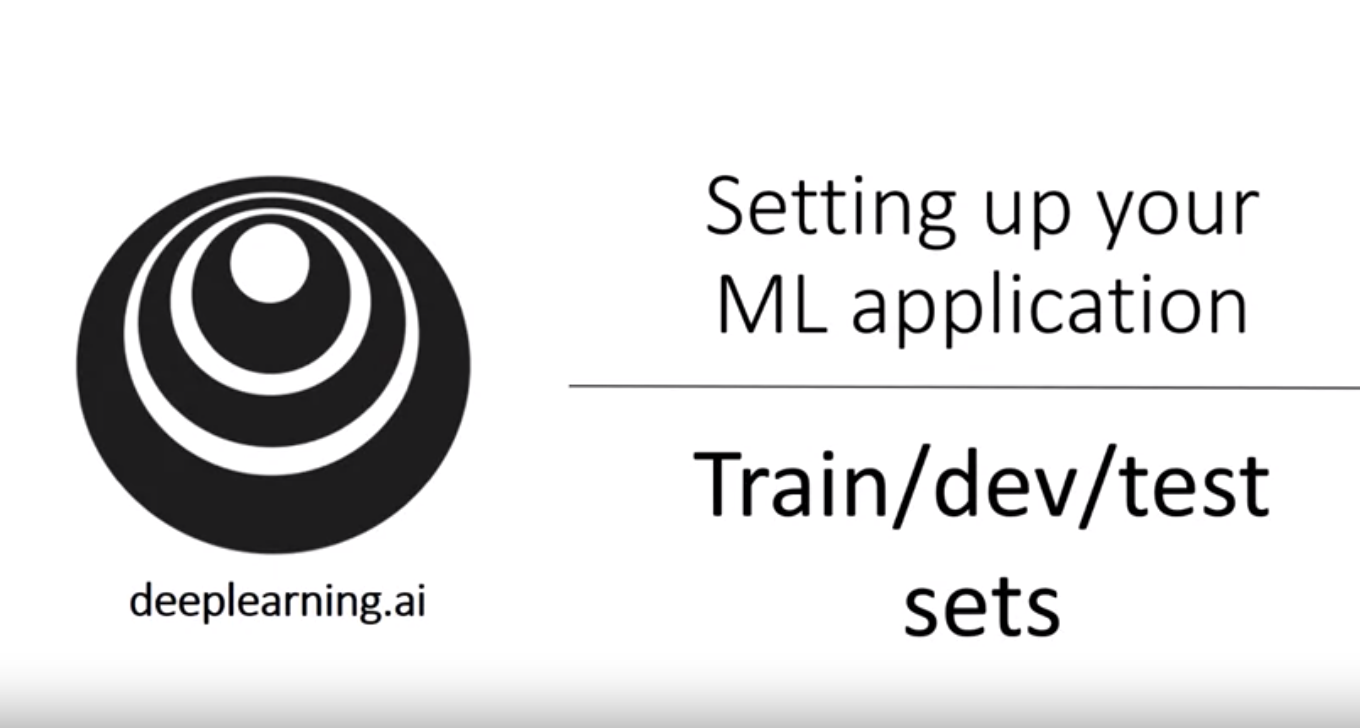 Setting up your
ML application
Train/dev/test
sets
deeplearning.ai